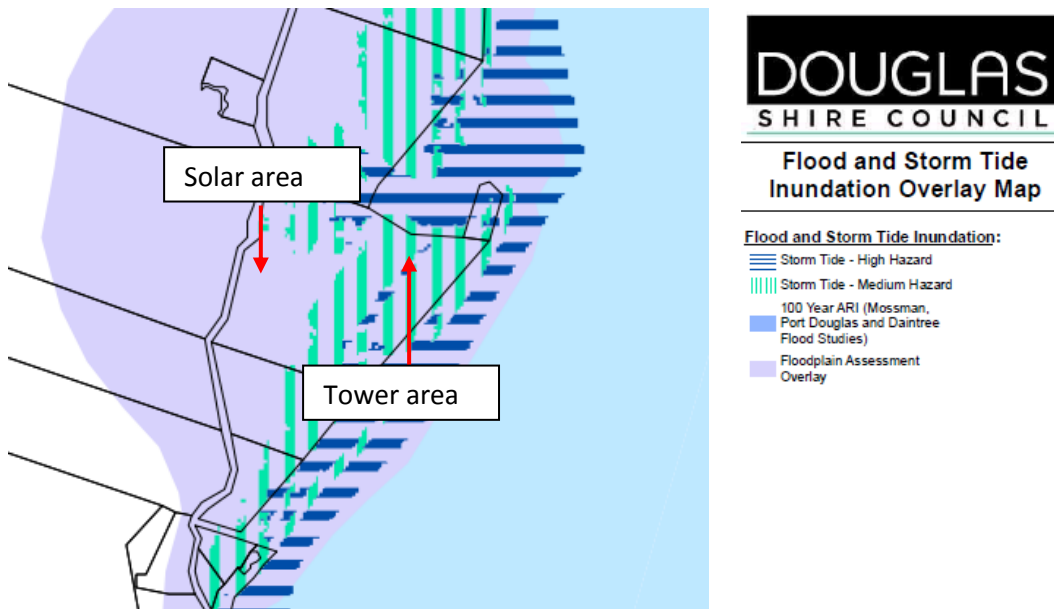 Solar area
Tower area
DOUGLAS
SHIRE COUNCIL
Flood and Storm Tide
Inundation Overlay Map
Flood and Storm Tide Inundation:
Storm Tide - High Hazard
Storm Tide - Medium Hazard
100 Year ARI (Mossman,
Port Douglas and Daintree
Flood Studies)
Floodplain Assessment
Overlay